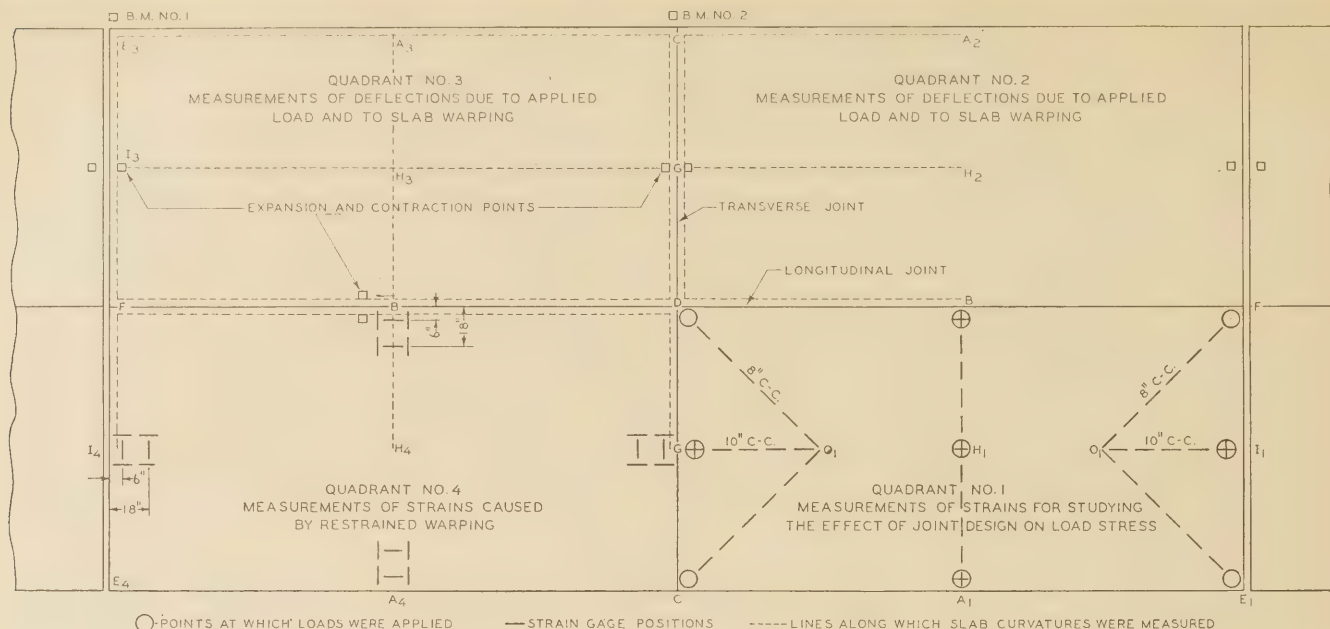 B.M. NO. 1
B.M. NO. 2
E3
A3
C
A2
QUADRANT NO. 3
MEASUREMENTS OF DEFLECTIONS DUE TO APPLIED
LOAD AND TO SLAB WARPING
QUADRANT NO. 2
MEASUREMENTS OF DEFLECTIONS DUE TO APPLIED
LOAD AND TO SLAB WARPING
I3
H3
G
H2
EXPANSION AND CONTRACTION POINTS
TRANSVERSE JOINT
LONGITUDINAL JOINT
F
B
D
B
F
6"
18"
8" C-C.
8" C-C.
I4
H4
G
10" C-C.
O1
H1
O1
10" C-C.
I1
6"
18"
QUADRANT NO. 4
MEASUREMENTS OF STRAINS CAUSED
BY RESTRAINED WARPING
QUADRANT NO. 1
MEASUREMENTS OF STRAINS FOR STUDYING
THE EFFECT OF JOINT DESIGN ON LOAD STRESS
E4
A4
C
A1
E1
POINTS AT WHICH LOADS WERE APPLIED
STRAIN GAGE POSITIONS
LINES ALONG WHICH SLAB CURVATURES WERE MEASURED